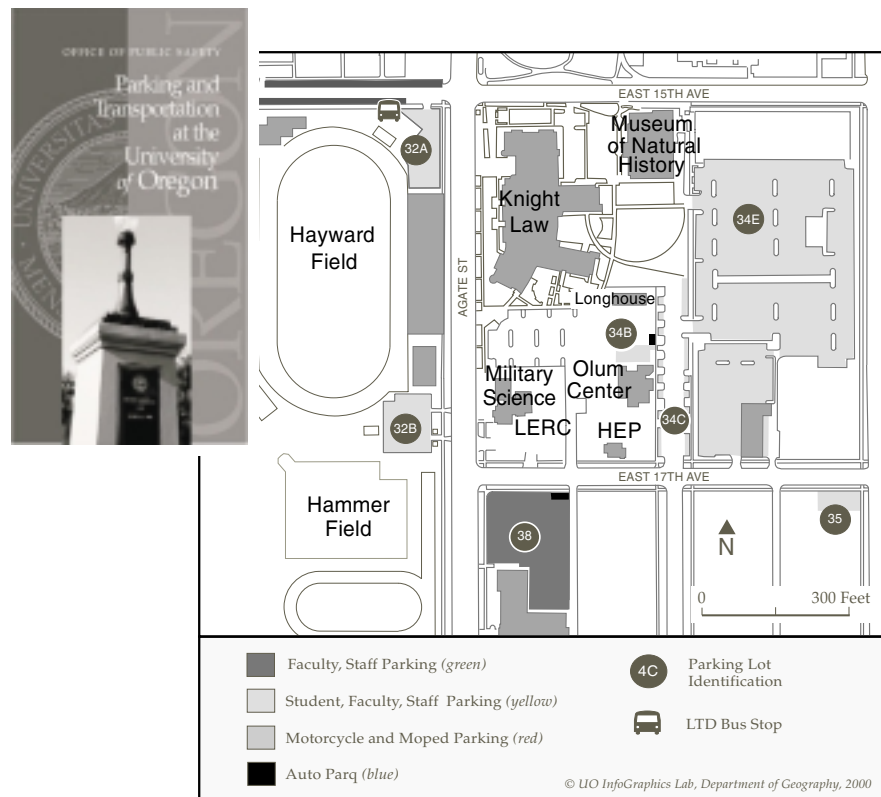 OFFICE OF PUBLIC SAFETY
Parking and
Transportation
at the
University
of Oregon
OREGON
UNIVERSITAS
EAST 15TH AVE
32A
Museum
of Natural
History
Knight
Law
34E
Hayward
Field
AGATE ST
Longhouse
34B
Military
Science
Olum
Center
32B
LERC
HEP
34C
EAST 17TH AVE
Hammer
Field
38
35
N
0 300 Feet
Faculty, Staff Parking (green)
Student, Faculty, Staff Parking (yellow)
Motorcycle and Moped Parking (red)
Auto Parq (blue)
4C
Parking Lot
Identification
LTD Bus Stop
© UO InfoGraphics Lab, Department of Geography, 2000